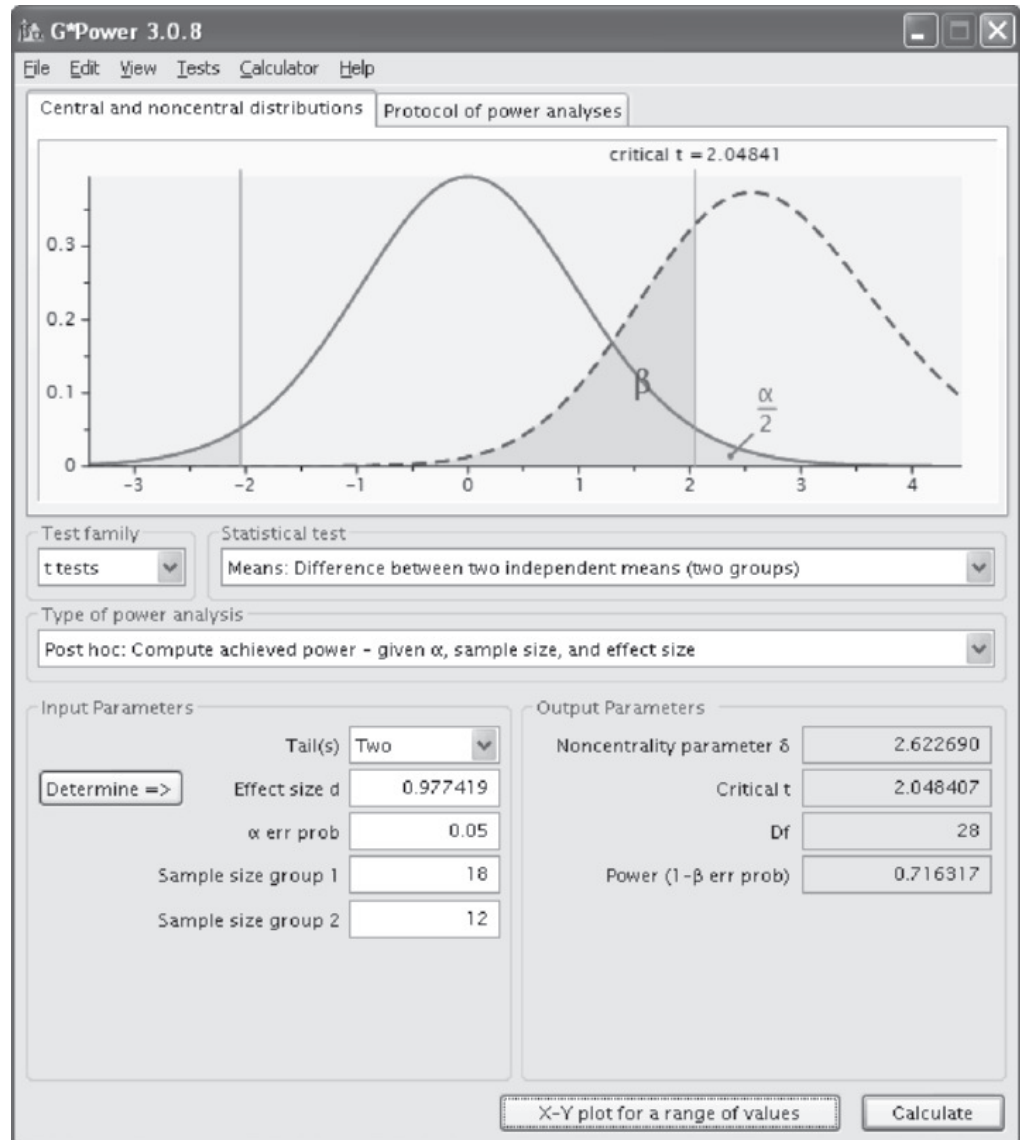 G*Power 3.0.8
File Edit View Tests Calculator Help
Central and noncentral distributions Protocol of power analyses
critical t = 2.04841
0.3
0.2
0.1
0
-3 -2 -1 0 1 2 3 4
β
α
2
Test family Statistical test
t tests Means: Difference between two independent means (two groups)
Type of power analysis
Post hoc: Compute achieved power – given α, sample size, and effect size
Input Parameters
Tail(s) Two
Determine => Effect size d 0.977419
α err prob 0.05
Sample size group 1 18
Sample size group 2 12
Output Parameters
Noncentrality parameter δ 2.622690
Critical t 2.048407
Df 28
Power (1-β err prob) 0.716317
X-Y plot for a range of values Calculate